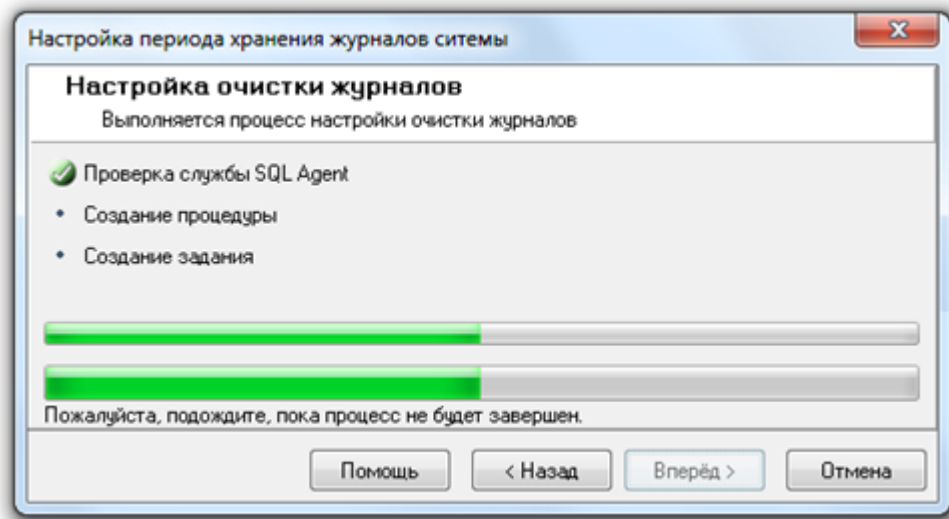 Настройка периода хранения журналов ситемы
Настройка очистки журналов
Выполняется процесс настройки очистки журналов
Проверка службы SQL Agent
Создание процедуры
Создание задания
Пожалуйста, подождите, пока процесс не будет завершен.
Помощь
< Назад
Вперёд >
Отмена